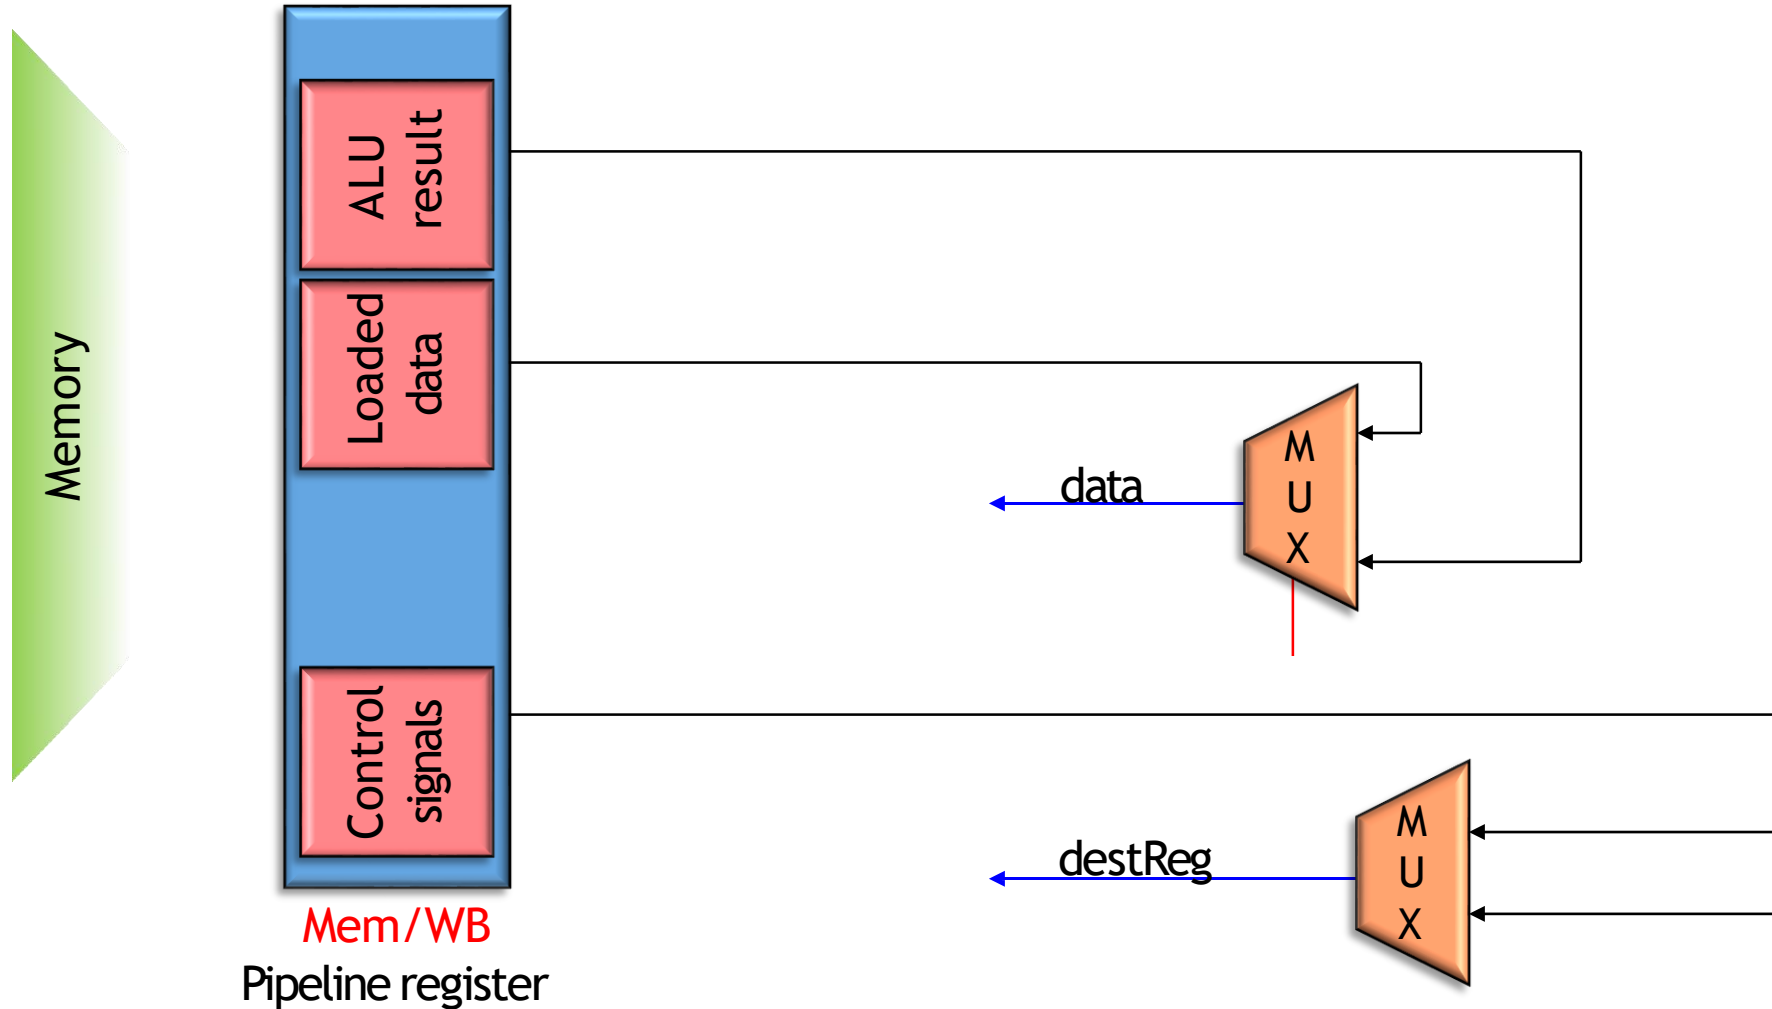 Memory
ALU
result
Loaded
data
Control
signals
Mem/WB
Pipeline register
data
M
U
X
destReg
M
U
X